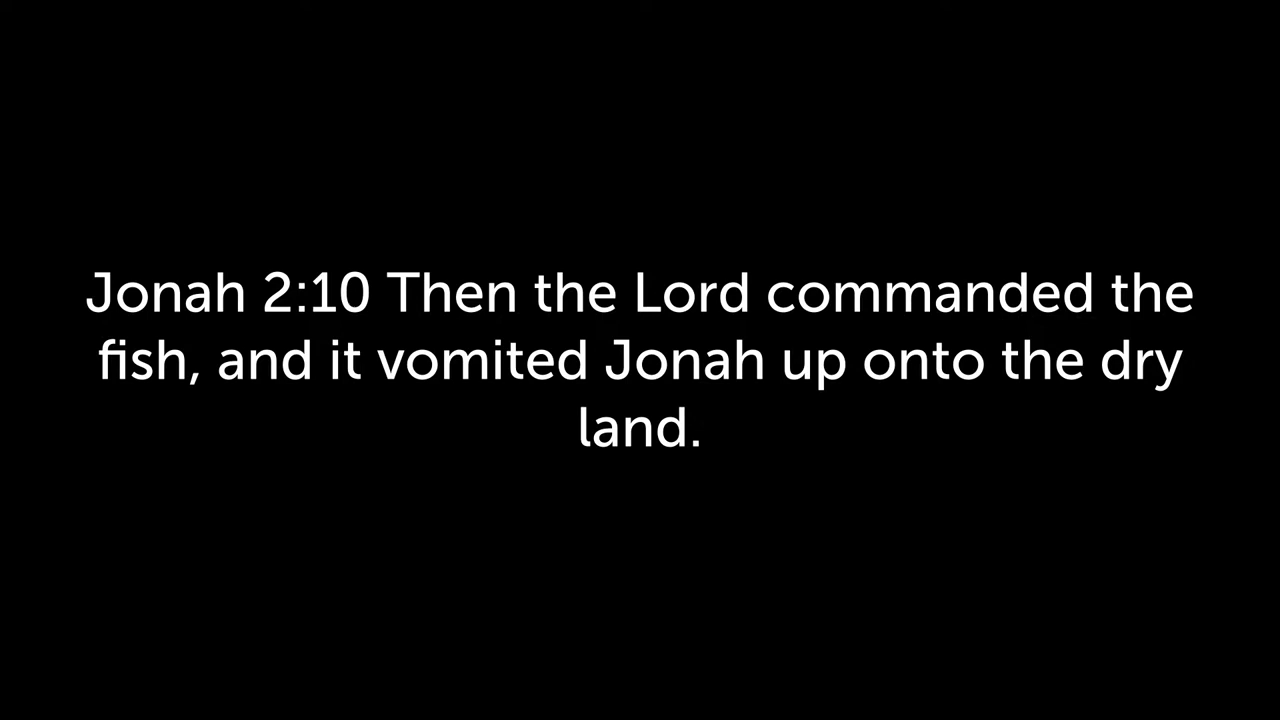 Jonah 2:10 Then the Lord commanded the
fish, and it vomited Jonah up onto the dry
land.